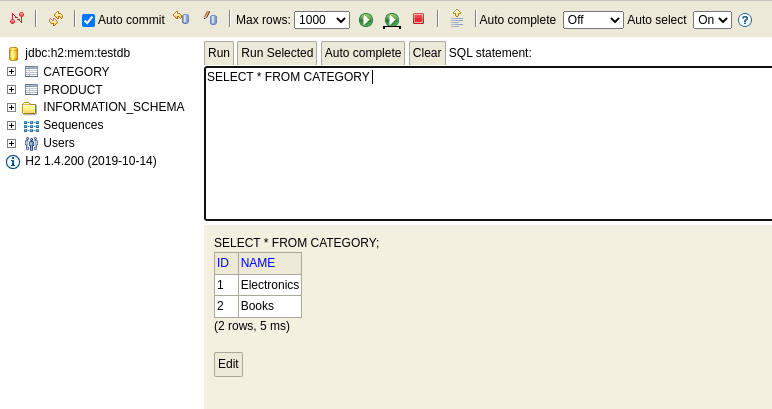 Auto commit Max rows: 1000 Auto complete Off Auto select On ?
jdbc:h2:mem:testdb
CATEGORY
PRODUCT
INFORMATION_SCHEMA
Sequences
Users
H2 1.4.200 (2019-10-14)
Run Run Selected Auto complete Clear SQL statement:
SELECT * FROM CATEGORY
SELECT * FROM CATEGORY;
ID NAME
1 Electronics
2 Books
(2 rows, 5 ms)
Edit